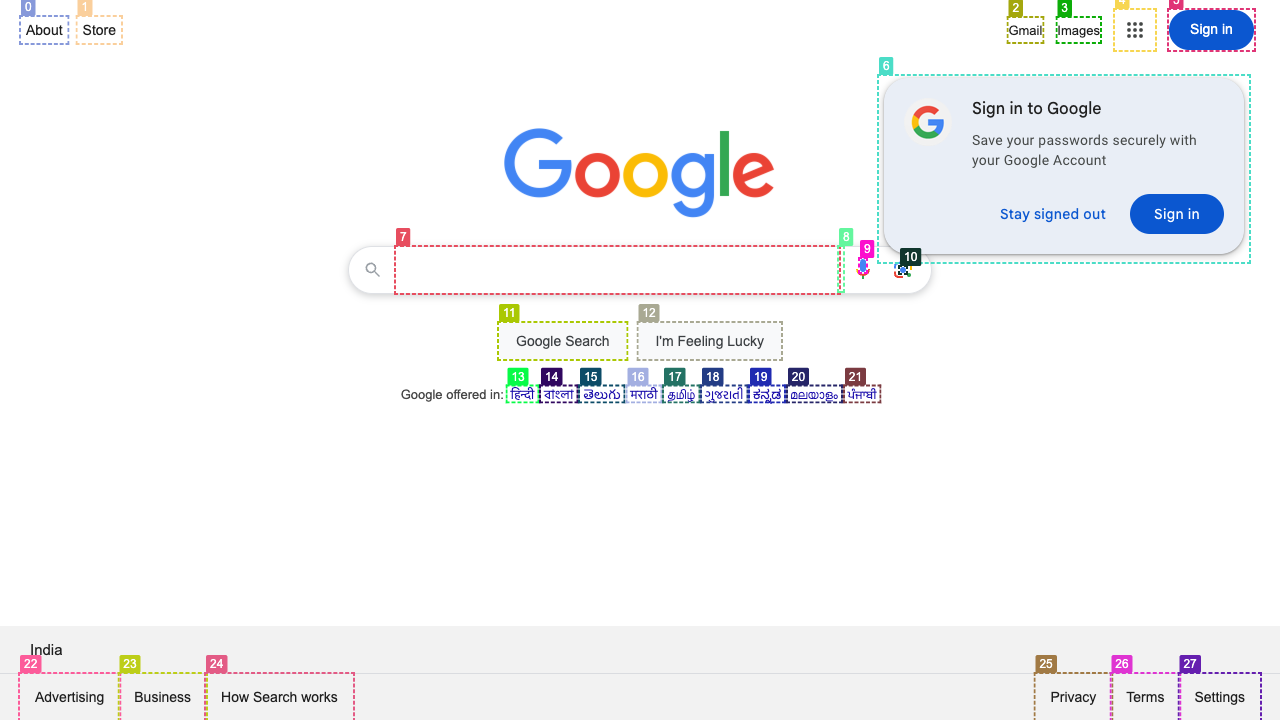 0 1 2 3 4 5
About Store Gmail Images Sign in
6
Sign in to Google
Save your passwords securely with
your Google Account
Stay signed out Sign in
Google
7 8 9 10
11 12
Google Search I'm Feeling Lucky
13 14 15 16 17 18 19 20 21
Google offered in: हिन्दी বাংলা తెలుగు मराठी தமிழ் ગુજરાતી ಕನ್ನಡ മലയാളം ਪੰਜਾਬੀ
India
22 23 24 25 26 27
Advertising Business How Search works Privacy Terms Settings